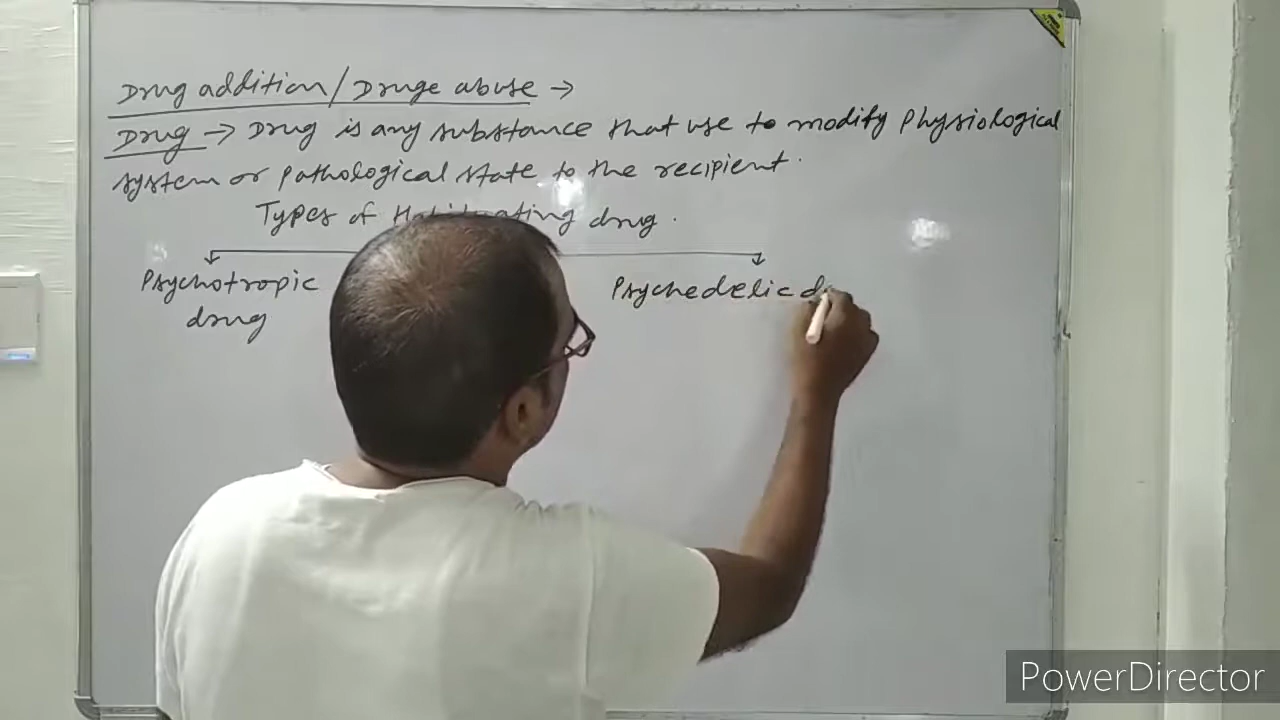 Drug addition / Druge abuse →
Drug → Drug is any substance that use to modify Physiological
system or pathological state to the recipient.
Types of drug.
Psychotropic Psychedelic
drug
PowerDirector